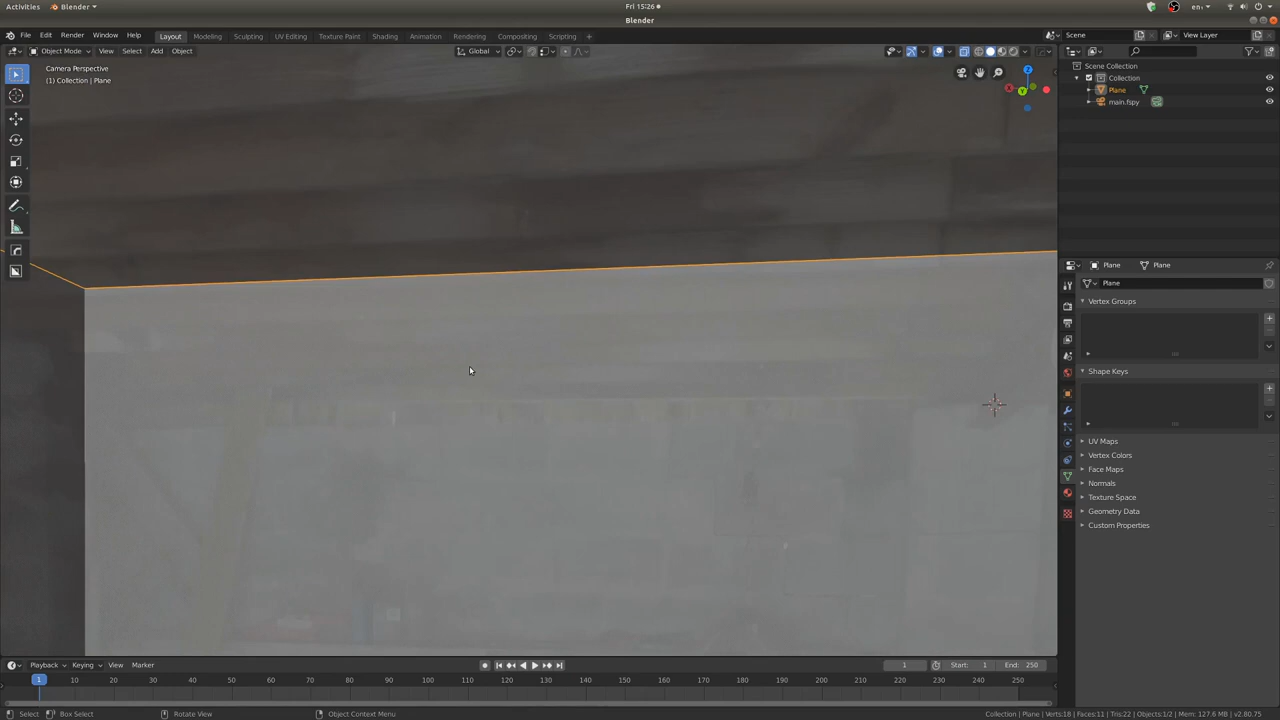 Activities Blender Fri 15:26 en
Blender
File Edit Render Window Help Layout Modeling Sculpting UV Editing Texture Paint Shading Animation Rendering Compositing Scripting + Scene View Layer
Object Mode View Select Add Object Global
Camera Perspective
(1) Collection | Plane
Z
X
Y
Scene Collection
Collection
Plane
main.fspy
Plane Plane
Plane
Vertex Groups
Shape Keys
UV Maps
Vertex Colors
Face Maps
Normals
Texture Space
Geometry Data
Custom Properties
Playback Keying View Marker 1 Start: 1 End: 250
1 10 20 30 40 50 60 70 80 90 100 110 120 130 140 150 160 170 180 190 200 210 220 230 240 250
Select Box Select Rotate View Object Context Menu Collection | Plane | Verts:18 | Faces:11 | Tris:22 | Objects:1/2 | Mem: 127.6 MB | v2.80.75